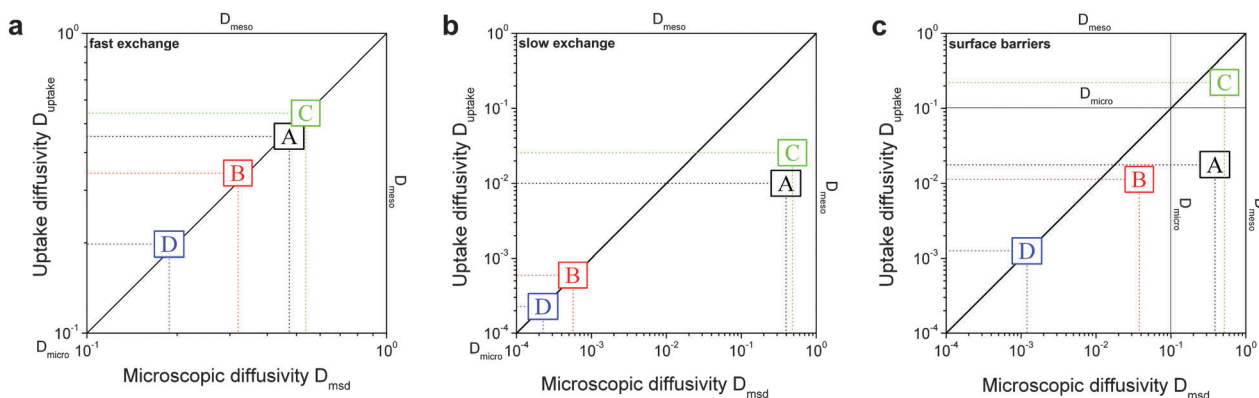 a
D_meso
10^0
fast exchange
C
A
B
D
Uptake diffusivity D_uptake
D_meso
10^-1
D_micro
10^-1
10^0
Microscopic diffusivity D_msd
b
D_meso
10^0
slow exchange
10^-1
10^-2
10^-3
10^-4
C
A
B
D
Uptake diffusivity D_uptake
D_meso
D_micro
10^-4
10^-3
10^-2
10^-1
10^0
Microscopic diffusivity D_msd
c
D_meso
10^0
surface barriers
10^-1
10^-2
10^-3
10^-4
D_micro
C
A
B
D
Uptake diffusivity D_uptake
D_micro
D_meso
10^-4
10^-3
10^-2
10^-1
10^0
Microscopic diffusivity D_msd